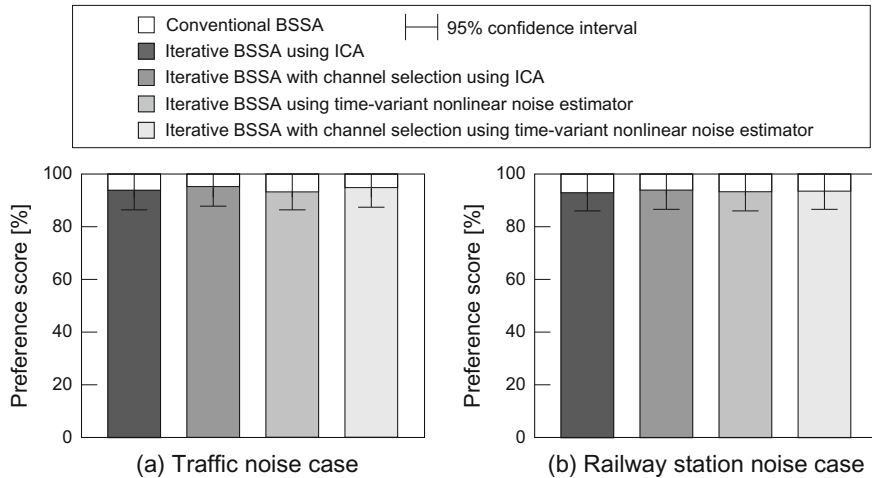 Conventional BSSA
95% confidence interval
Iterative BSSA using ICA
Iterative BSSA with channel selection using ICA
Iterative BSSA using time-variant nonlinear noise estimator
Iterative BSSA with channel selection using time-variant nonlinear noise estimator
Preference score [%]
100
80
60
40
20
0
(a) Traffic noise case
Preference score [%]
100
80
60
40
20
0
(b) Railway station noise case